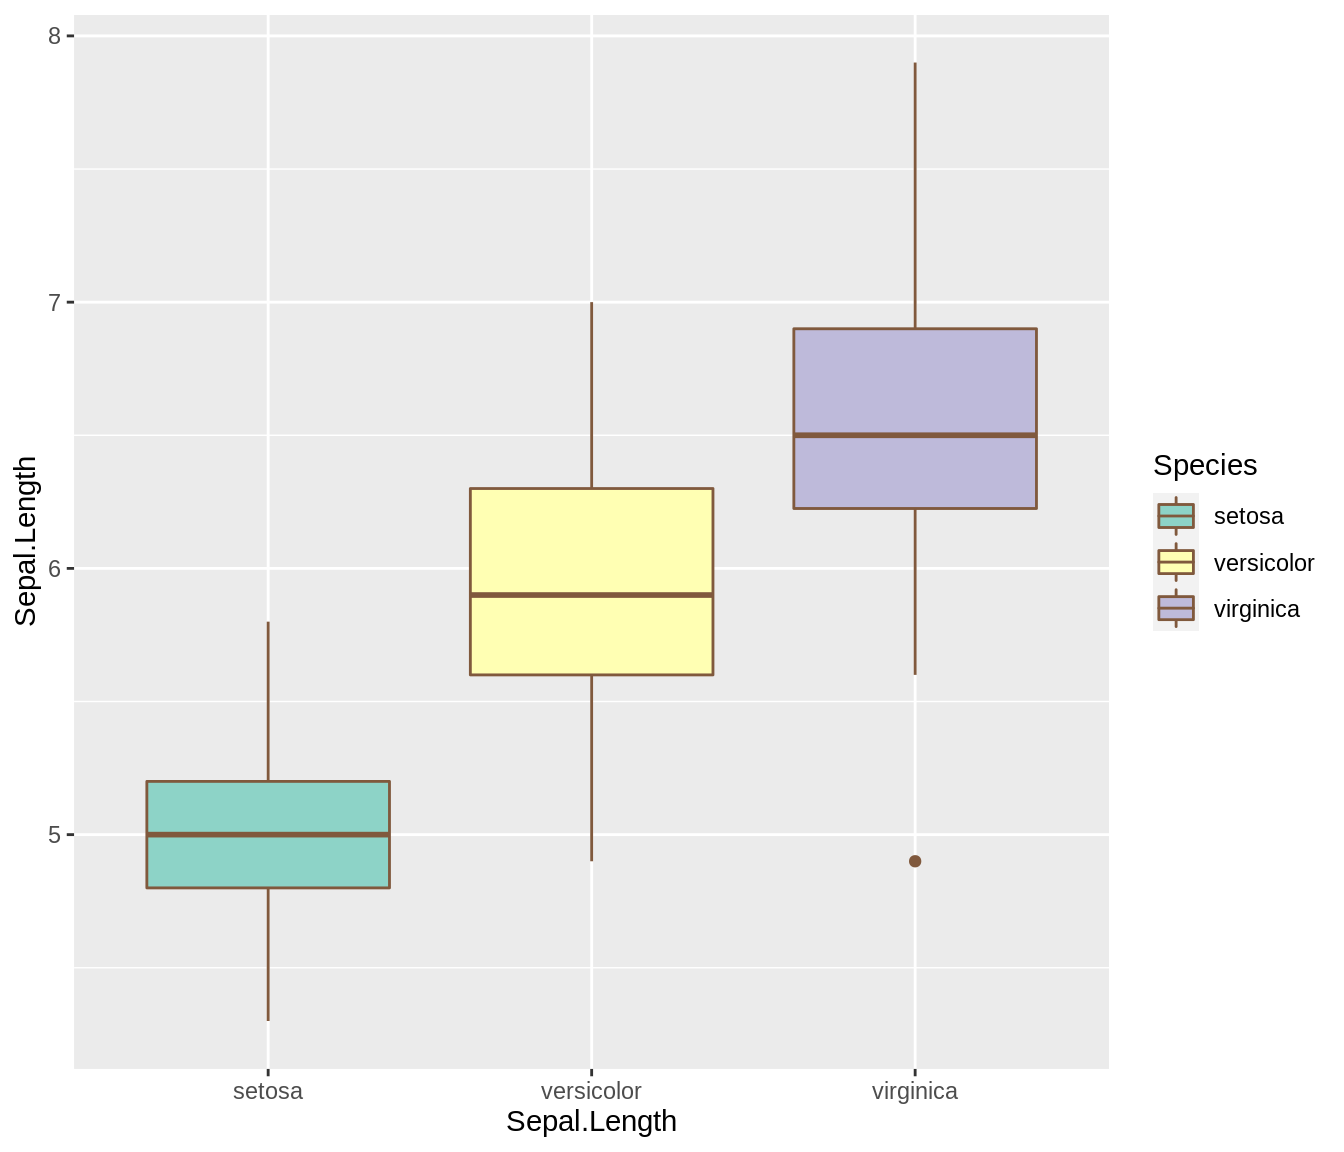 8
7
6
5
Sepal.Length
setosa
versicolor
virginica
Sepal.Length
Species
setosa
versicolor
virginica